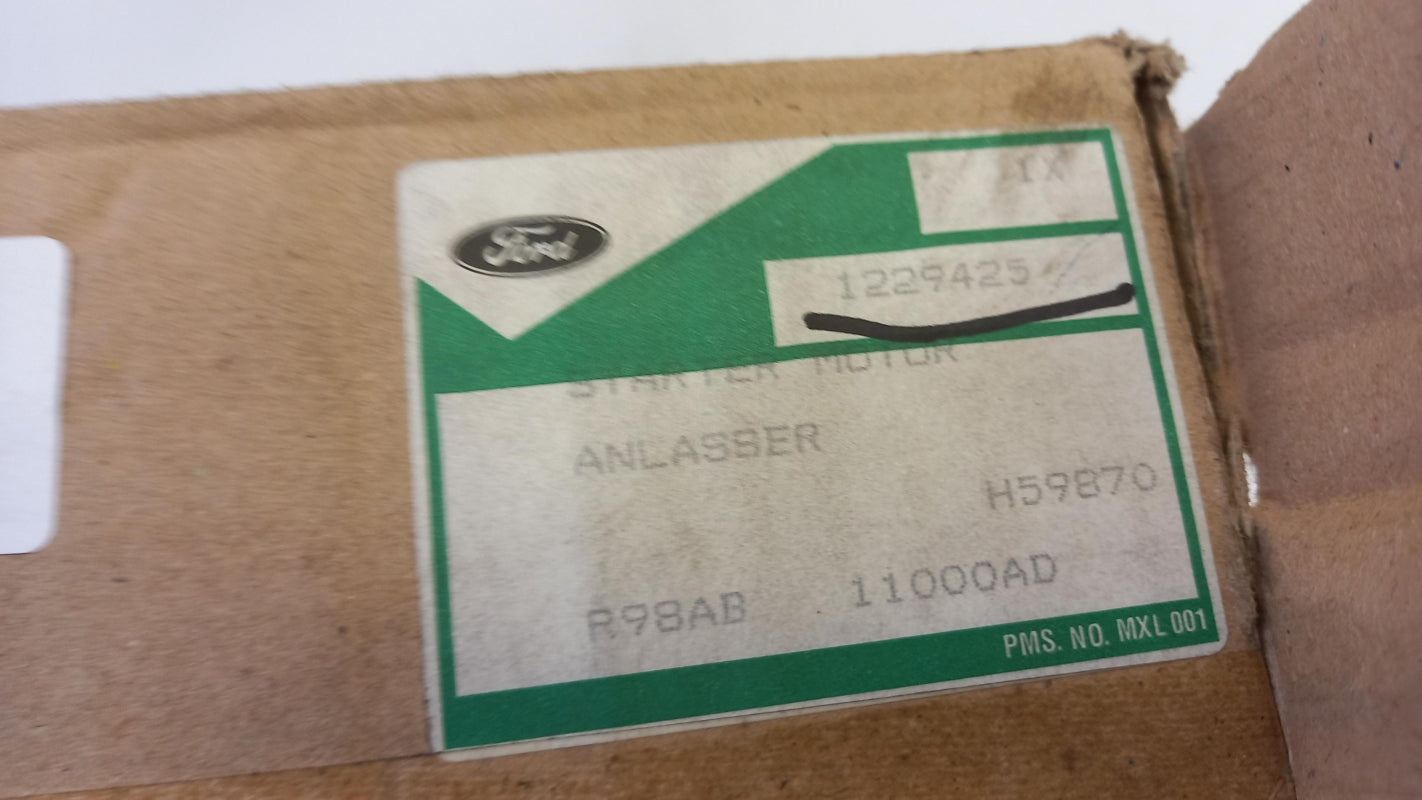 Ford
1X
1229425
STARTER MOTOR
ANLASSER
H59870
R98AB 11000AD
PMS. NO. MXL 001